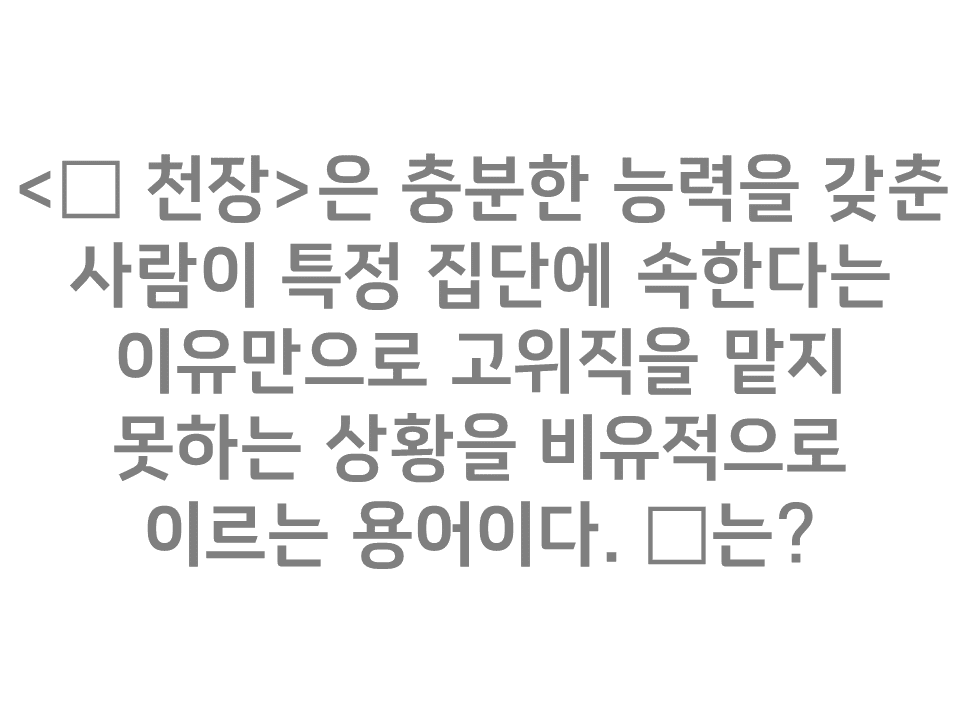 <□ 천장>은 충분한 능력을 갖춘
사람이 특정 집단에 속한다는
이유만으로 고위직을 맡지
못하는 상황을 비유적으로
이르는 용어이다. □는?